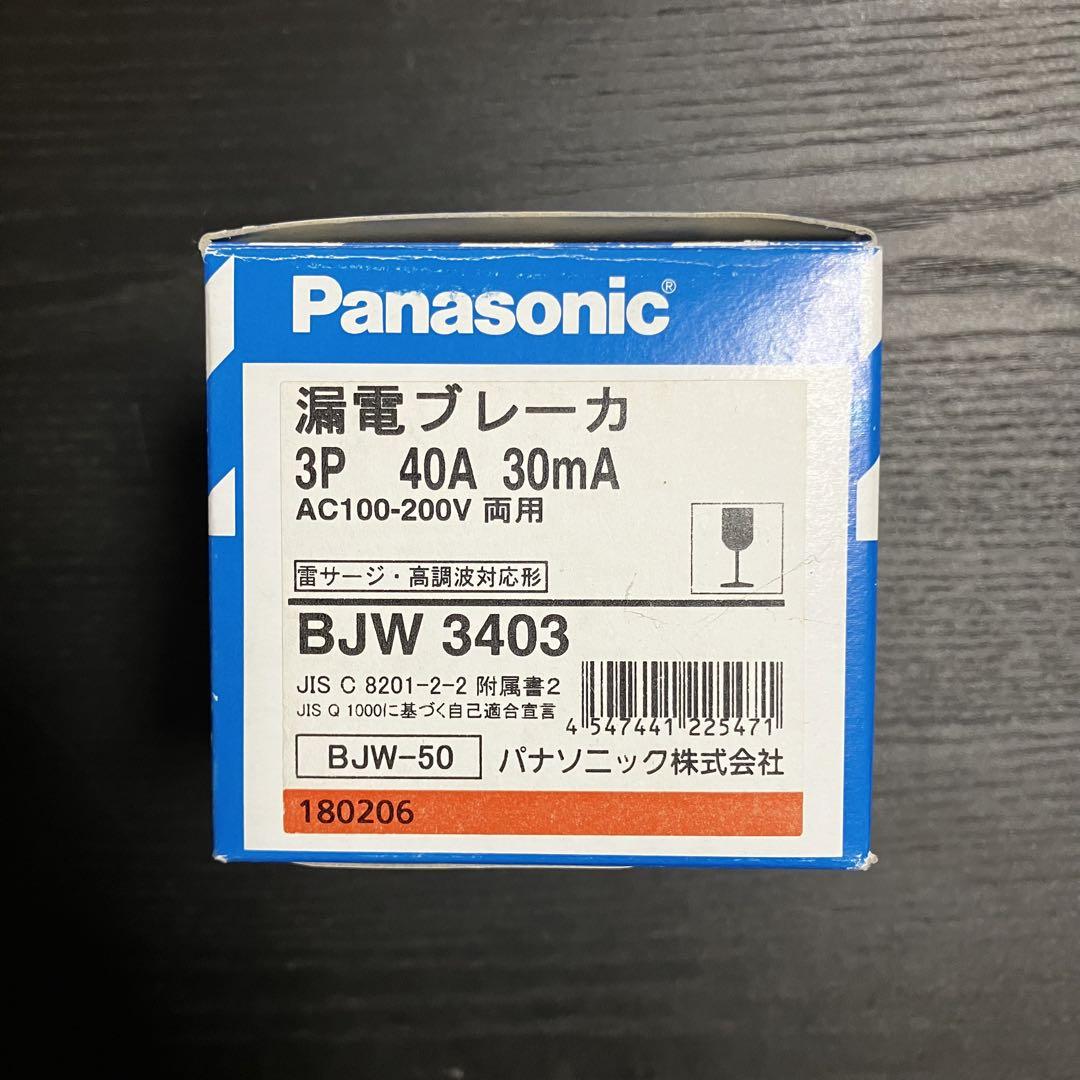 Panasonic®
漏電ブレーカ
3P 40A 30mA
AC100-200V 両用
雷サージ・高調波対応形
BJW 3403
JIS C 8201-2-2 附属書2
JIS Q 1000に基づく自己適合宣言
4 547441 225471
BJW-50 パナソニック株式会社
180206